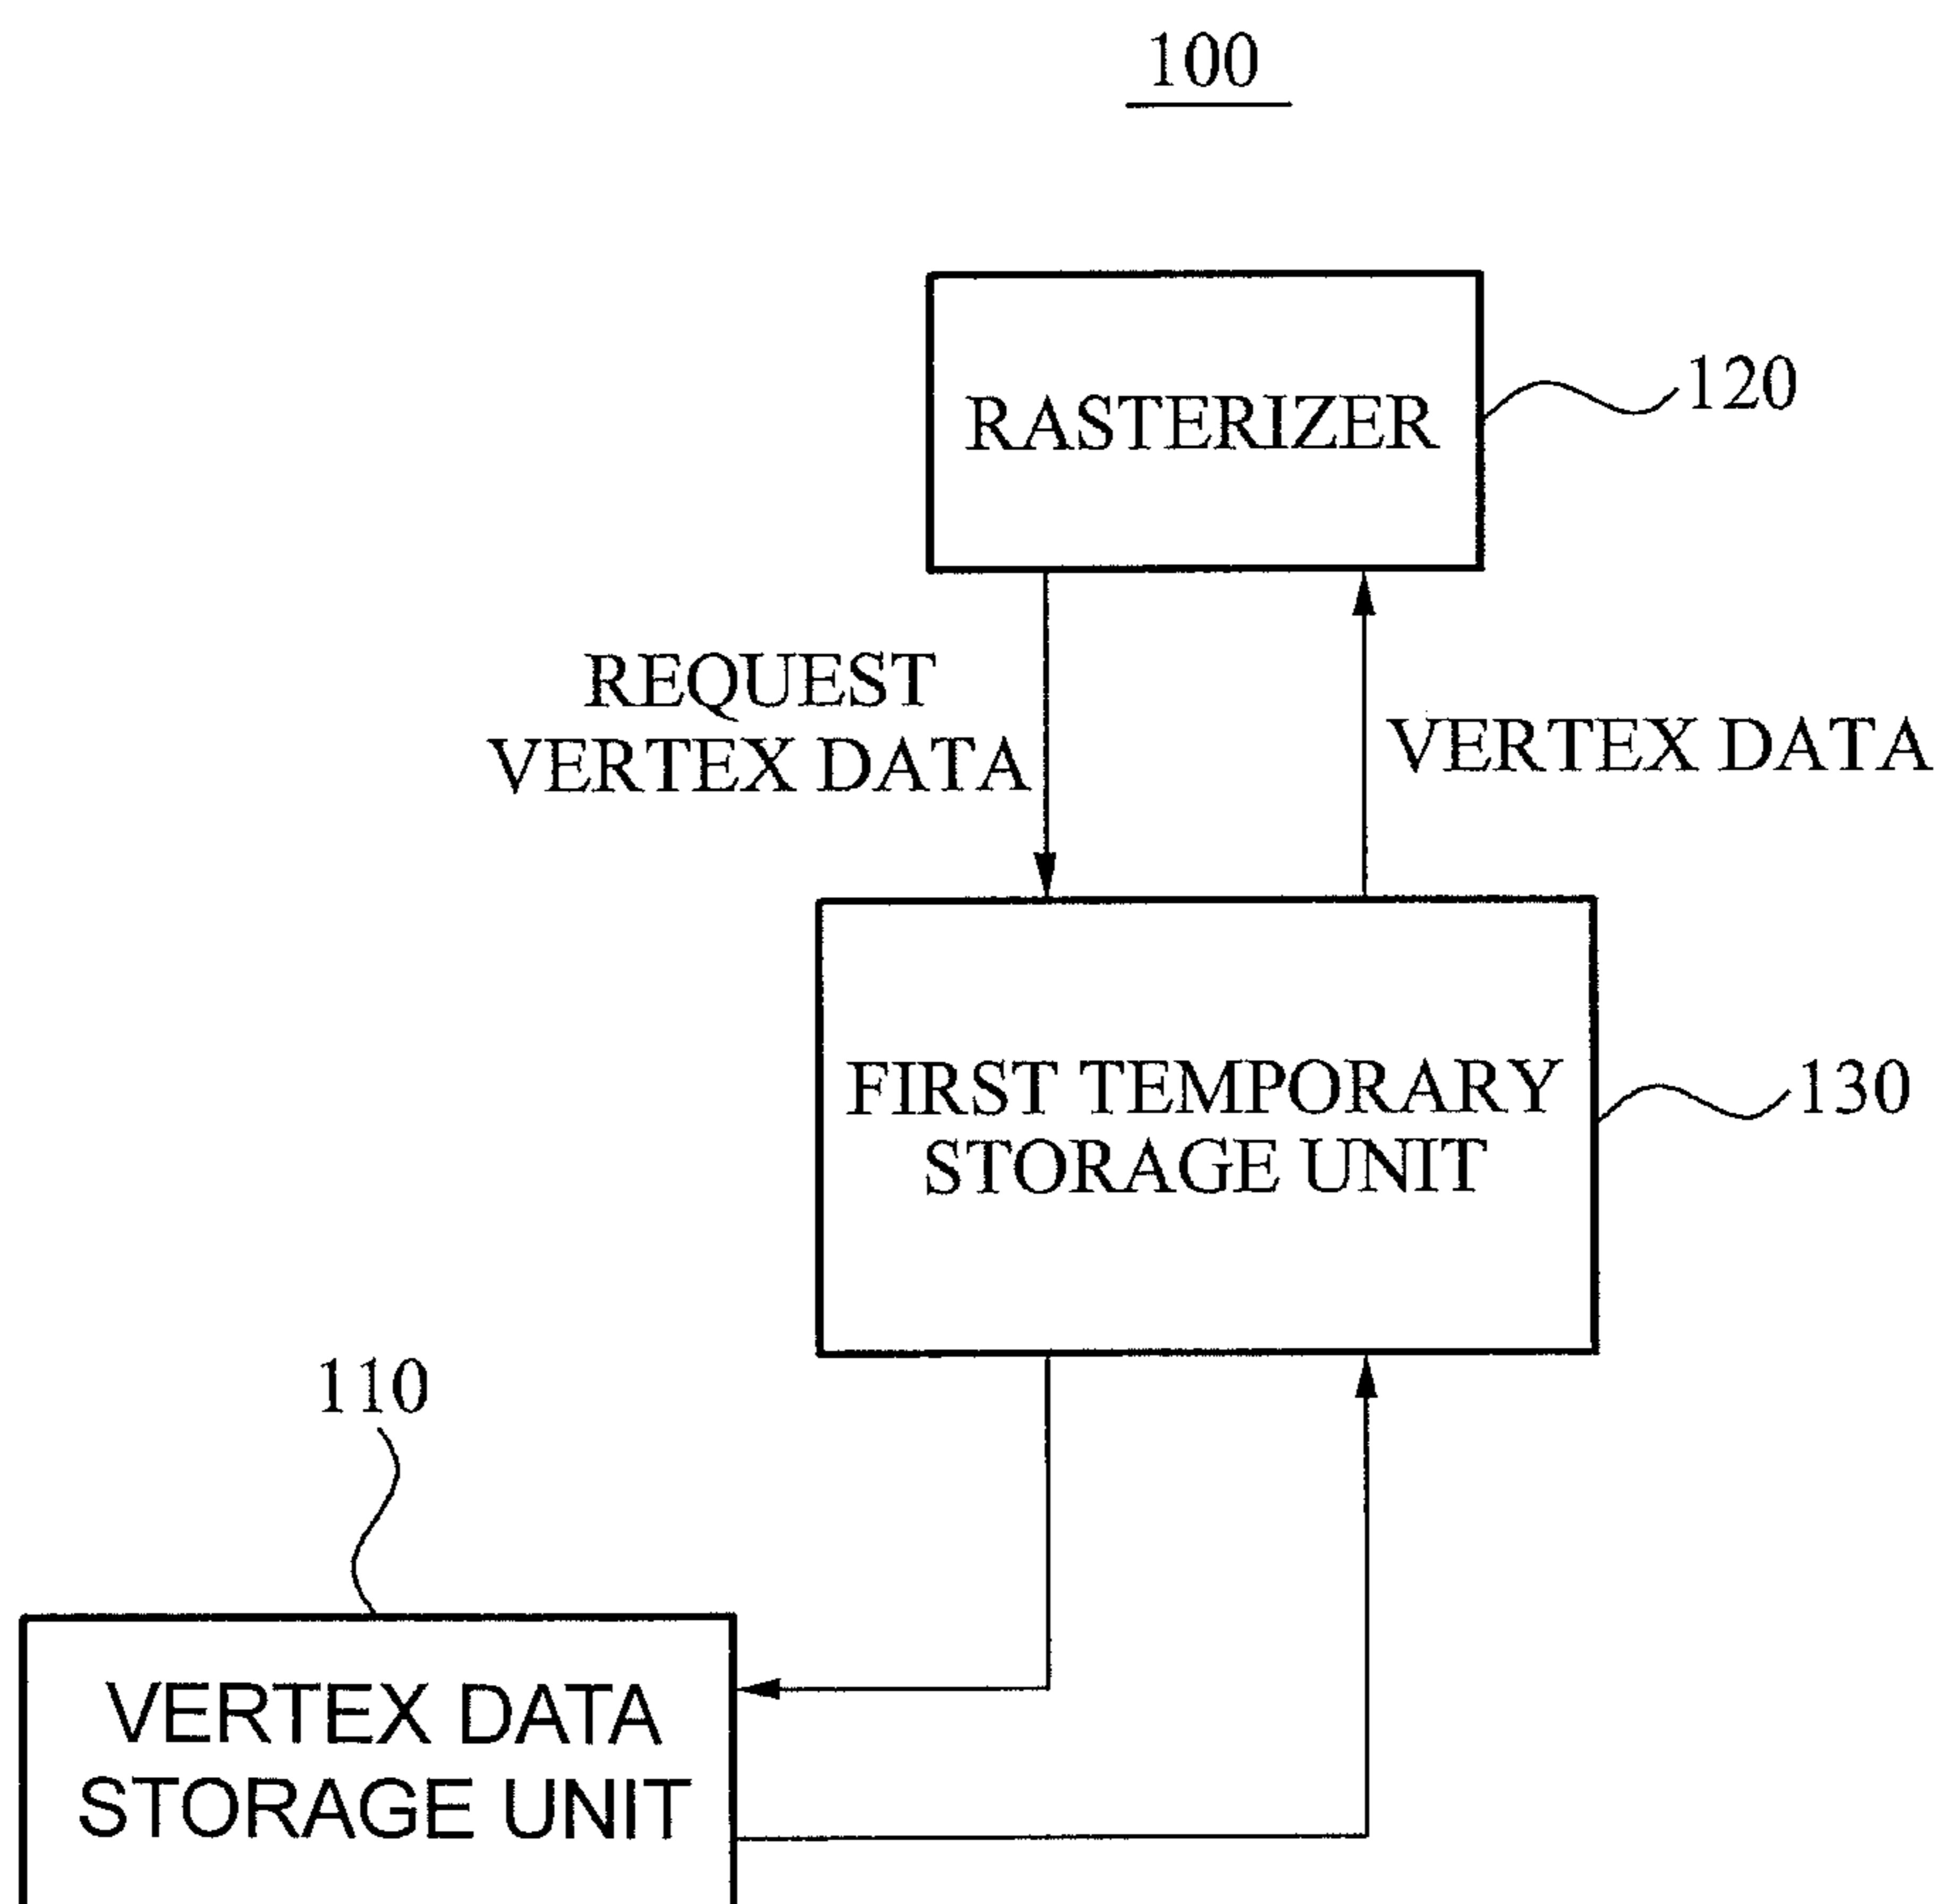 100
RASTERIZER
120
REQUEST
VERTEX DATA
VERTEX DATA
FIRST TEMPORARY
STORAGE UNIT
130
110
VERTEX DATA
STORAGE UNIT